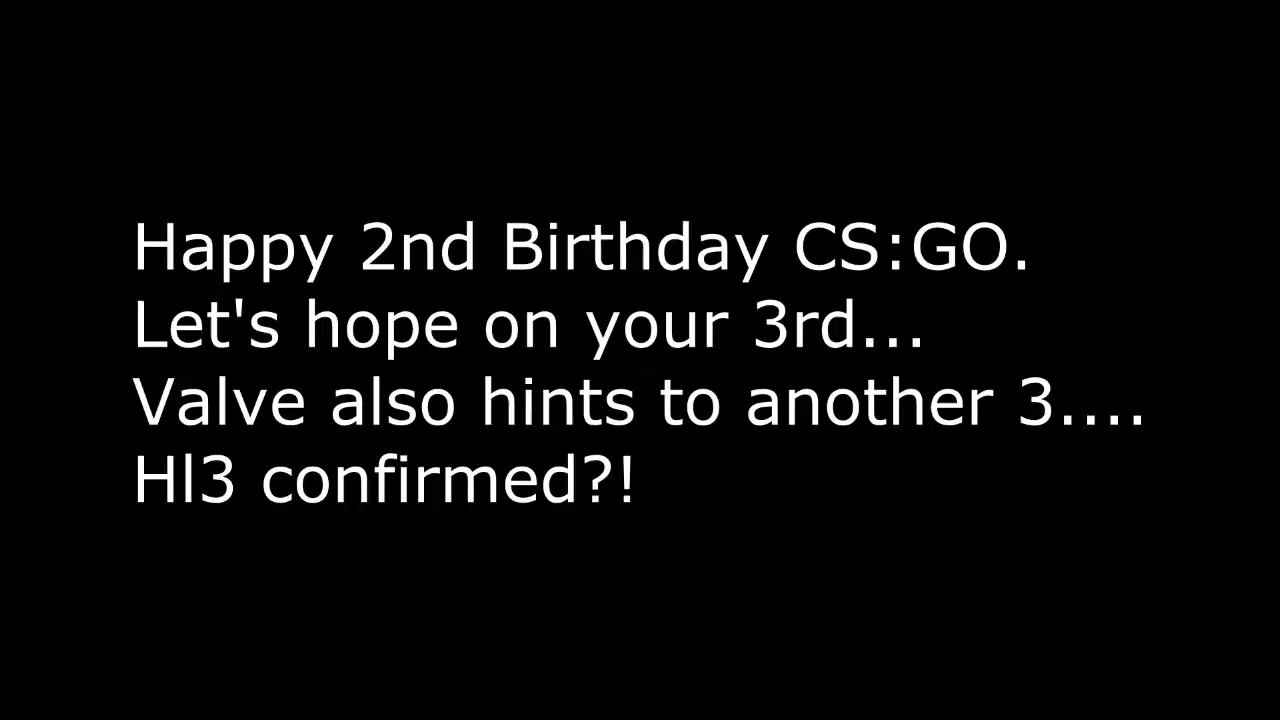 Happy 2nd Birthday CS:GO.
Let's hope on your 3rd...
Valve also hints to another 3....
Hl3 confirmed?!